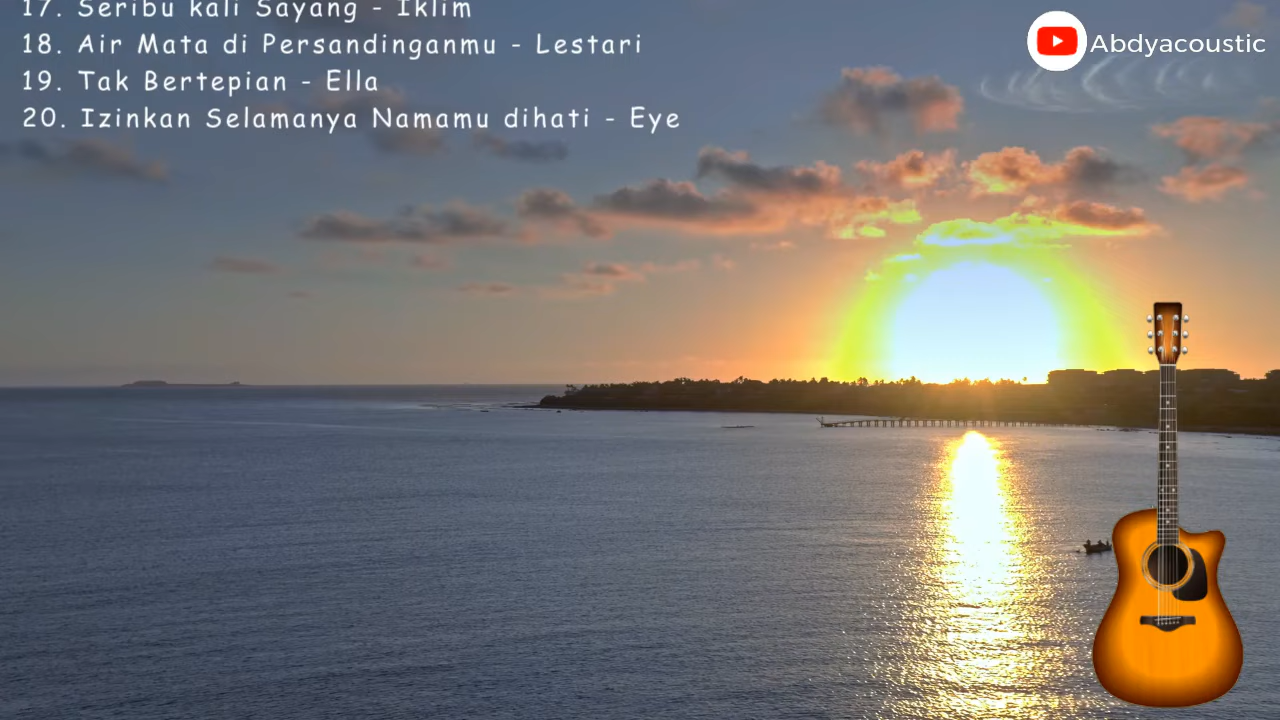 17. Seribu kali Sayang - Iklim
18. Air Mata di Persandinganmu - Lestari
19. Tak Bertepian - Ella
20. Izinkan Selamanya Namamu dihati - Eye
Abdyacoustic